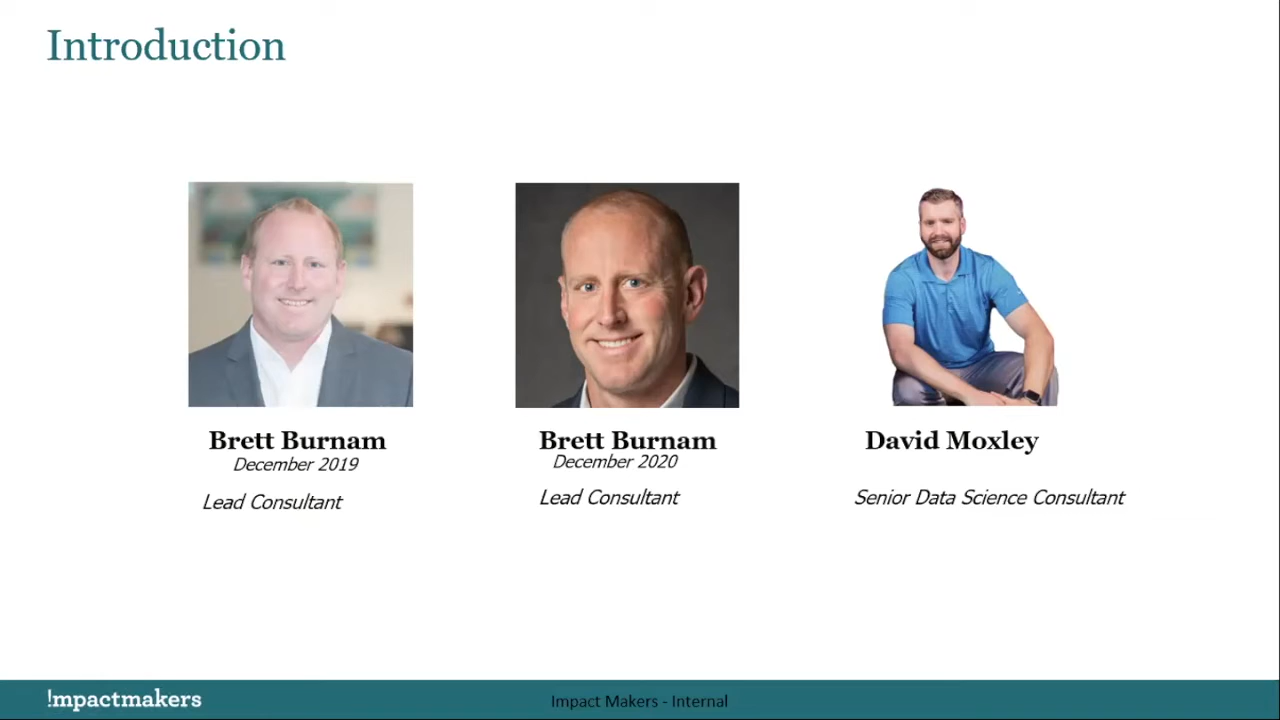 Introduction
Brett Burnam
December 2019
Lead Consultant
Brett Burnam
December 2020
Lead Consultant
David Moxley
Senior Data Science Consultant
!mpactmakers
Impact Makers - Internal